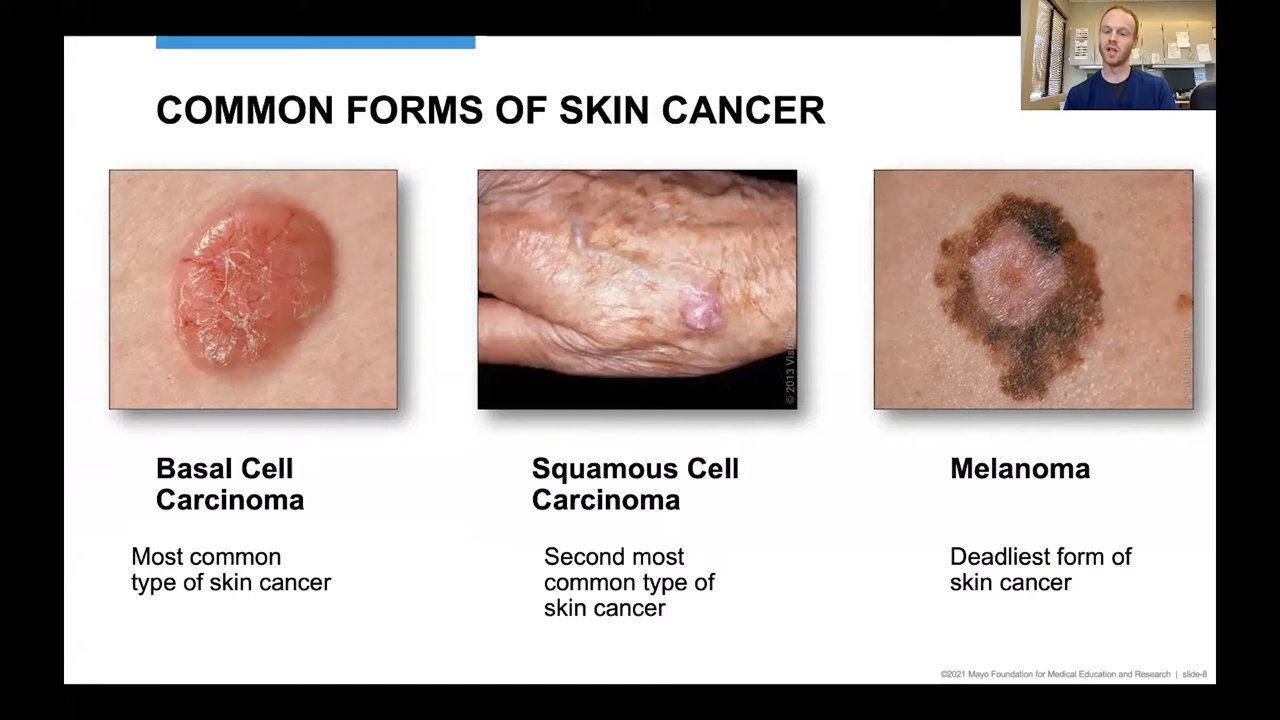 COMMON FORMS OF SKIN CANCER
Basal Cell
Carcinoma
Most common
type of skin cancer
Squamous Cell
Carcinoma
Second most
common type of
skin cancer
Melanoma
Deadliest form of
skin cancer
© 2013
©2021 Mayo Foundation for Medical Education and Research | slide-8